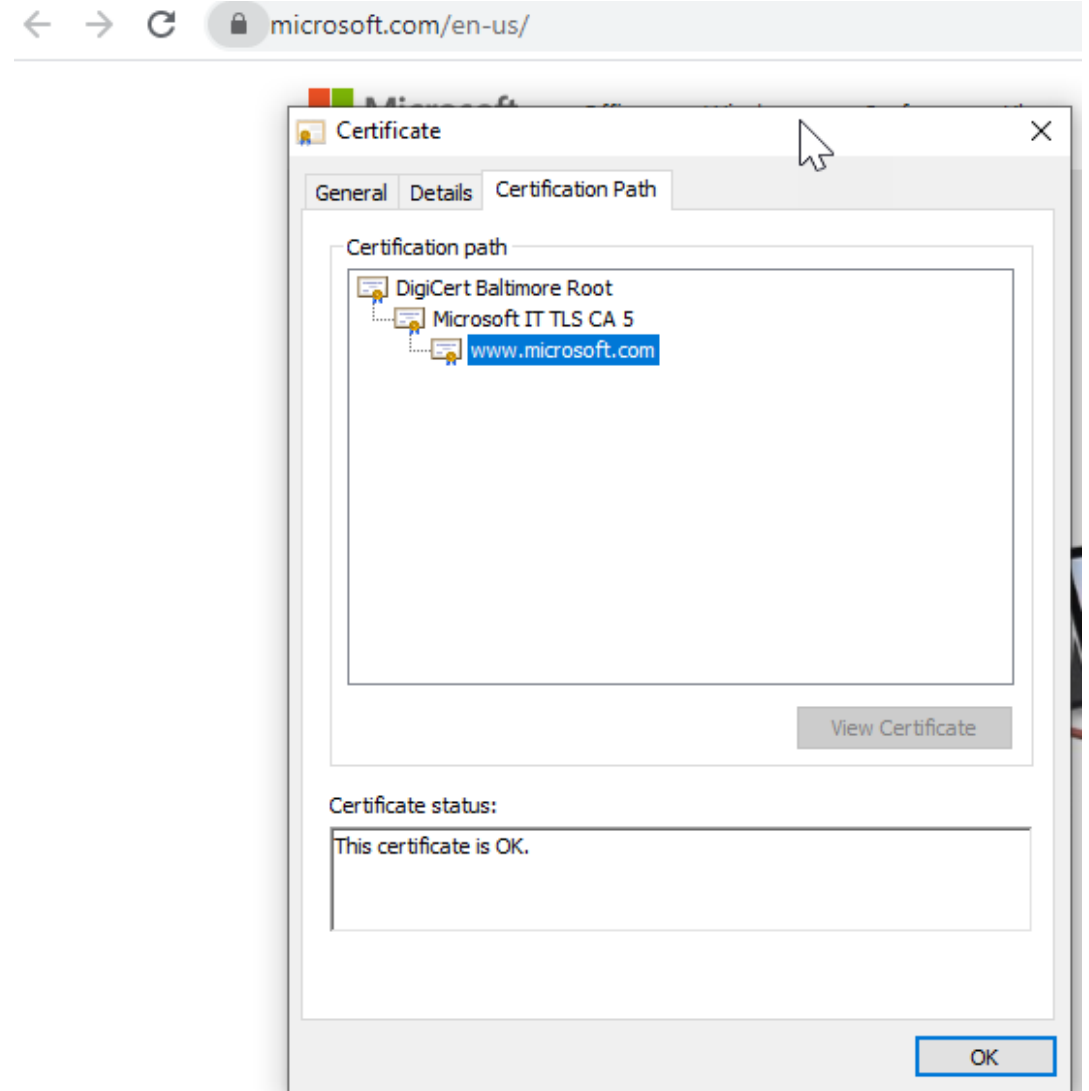 microsoft.com/en-us/
Microsoft
Certificate
General Details Certification Path
Certification path
DigiCert Baltimore Root
Microsoft IT TLS CA 5
www.microsoft.com
View Certificate
Certificate status:
This certificate is OK.
OK